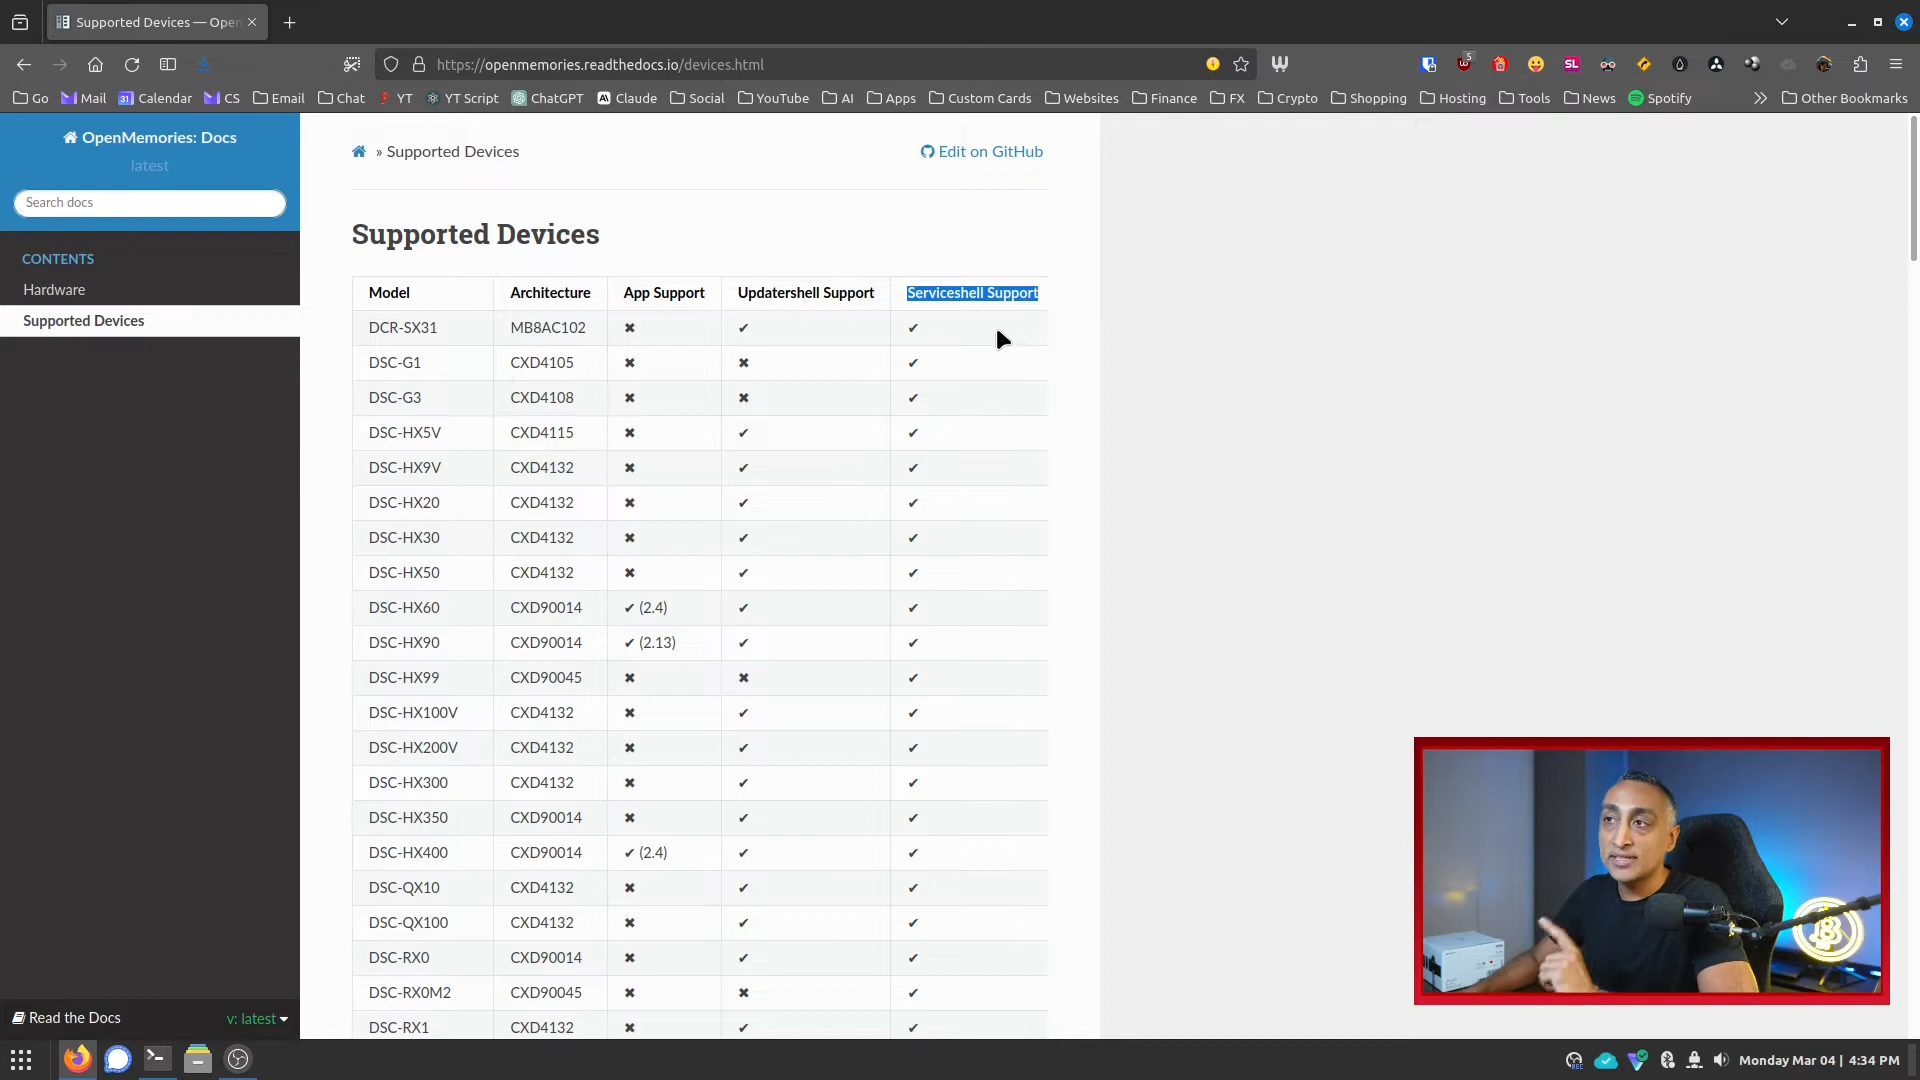 Supported Devices — Open
https://openmemories.readthedocs.io/devices.html
5
SL
Go
Mail
31 Calendar
CS
Email
Chat
YT
YT Script
ChatGPT
Claude
Social
YouTube
AI
Apps
Custom Cards
Websites
Finance
FX
Crypto
Shopping
Hosting
Tools
News
Spotify
Other Bookmarks
OpenMemories: Docs
latest
Search docs
CONTENTS
Hardware
Supported Devices
Read the Docs
v: latest
» Supported Devices
Edit on GitHub
Supported Devices
Model Architecture App Support Updatershell Support Serviceshell Support
DCR-SX31 MB8AC102 ✖ ✔ ✔
DSC-G1 CXD4105 ✖ ✖ ✔
DSC-G3 CXD4108 ✖ ✖ ✔
DSC-HX5V CXD4115 ✖ ✔ ✔
DSC-HX9V CXD4132 ✖ ✔ ✔
DSC-HX20 CXD4132 ✖ ✔ ✔
DSC-HX30 CXD4132 ✖ ✔ ✔
DSC-HX50 CXD4132 ✖ ✔ ✔
DSC-HX60 CXD90014 ✔ (2.4) ✔ ✔
DSC-HX90 CXD90014 ✔ (2.13) ✔ ✔
DSC-HX99 CXD90045 ✖ ✖ ✔
DSC-HX100V CXD4132 ✖ ✔ ✔
DSC-HX200V CXD4132 ✖ ✔ ✔
DSC-HX300 CXD4132 ✖ ✔ ✔
DSC-HX350 CXD90014 ✖ ✔ ✔
DSC-HX400 CXD90014 ✔ (2.4) ✔ ✔
DSC-QX10 CXD4132 ✖ ✔ ✔
DSC-QX100 CXD4132 ✖ ✔ ✔
DSC-RX0 CXD90014 ✖ ✔ ✔
DSC-RX0M2 CXD90045 ✖ ✖ ✔
DSC-RX1 CXD4132 ✖ ✔ ✔
Monday Mar 04 | 4:34 PM